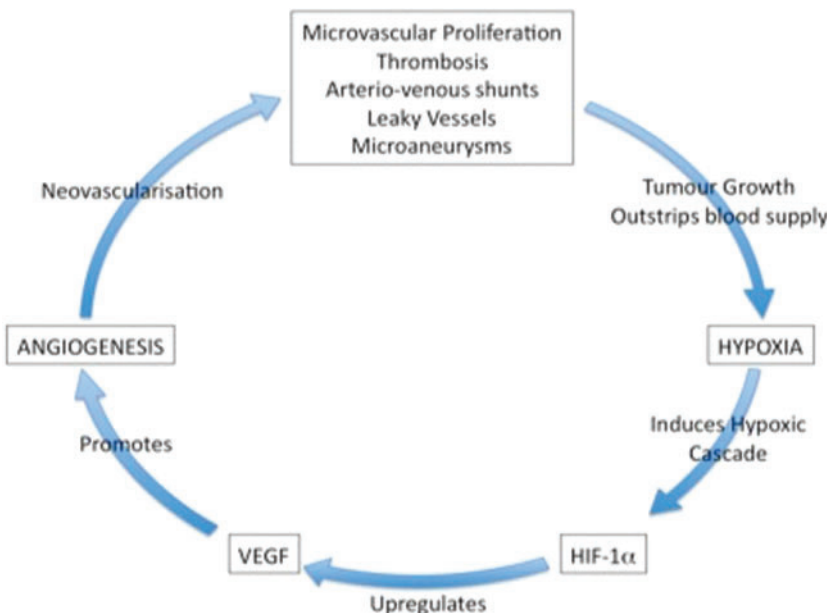 Microvascular Proliferation
Thrombosis
Arterio-venous shunts
Leaky Vessels
Microaneurysms
Neovascularisation
Tumour Growth
Outstrips blood supply
ANGIOGENESIS
HYPOXIA
Promotes
Induces Hypoxic
Cascade
VEGF
HIF-1α
Upregulates